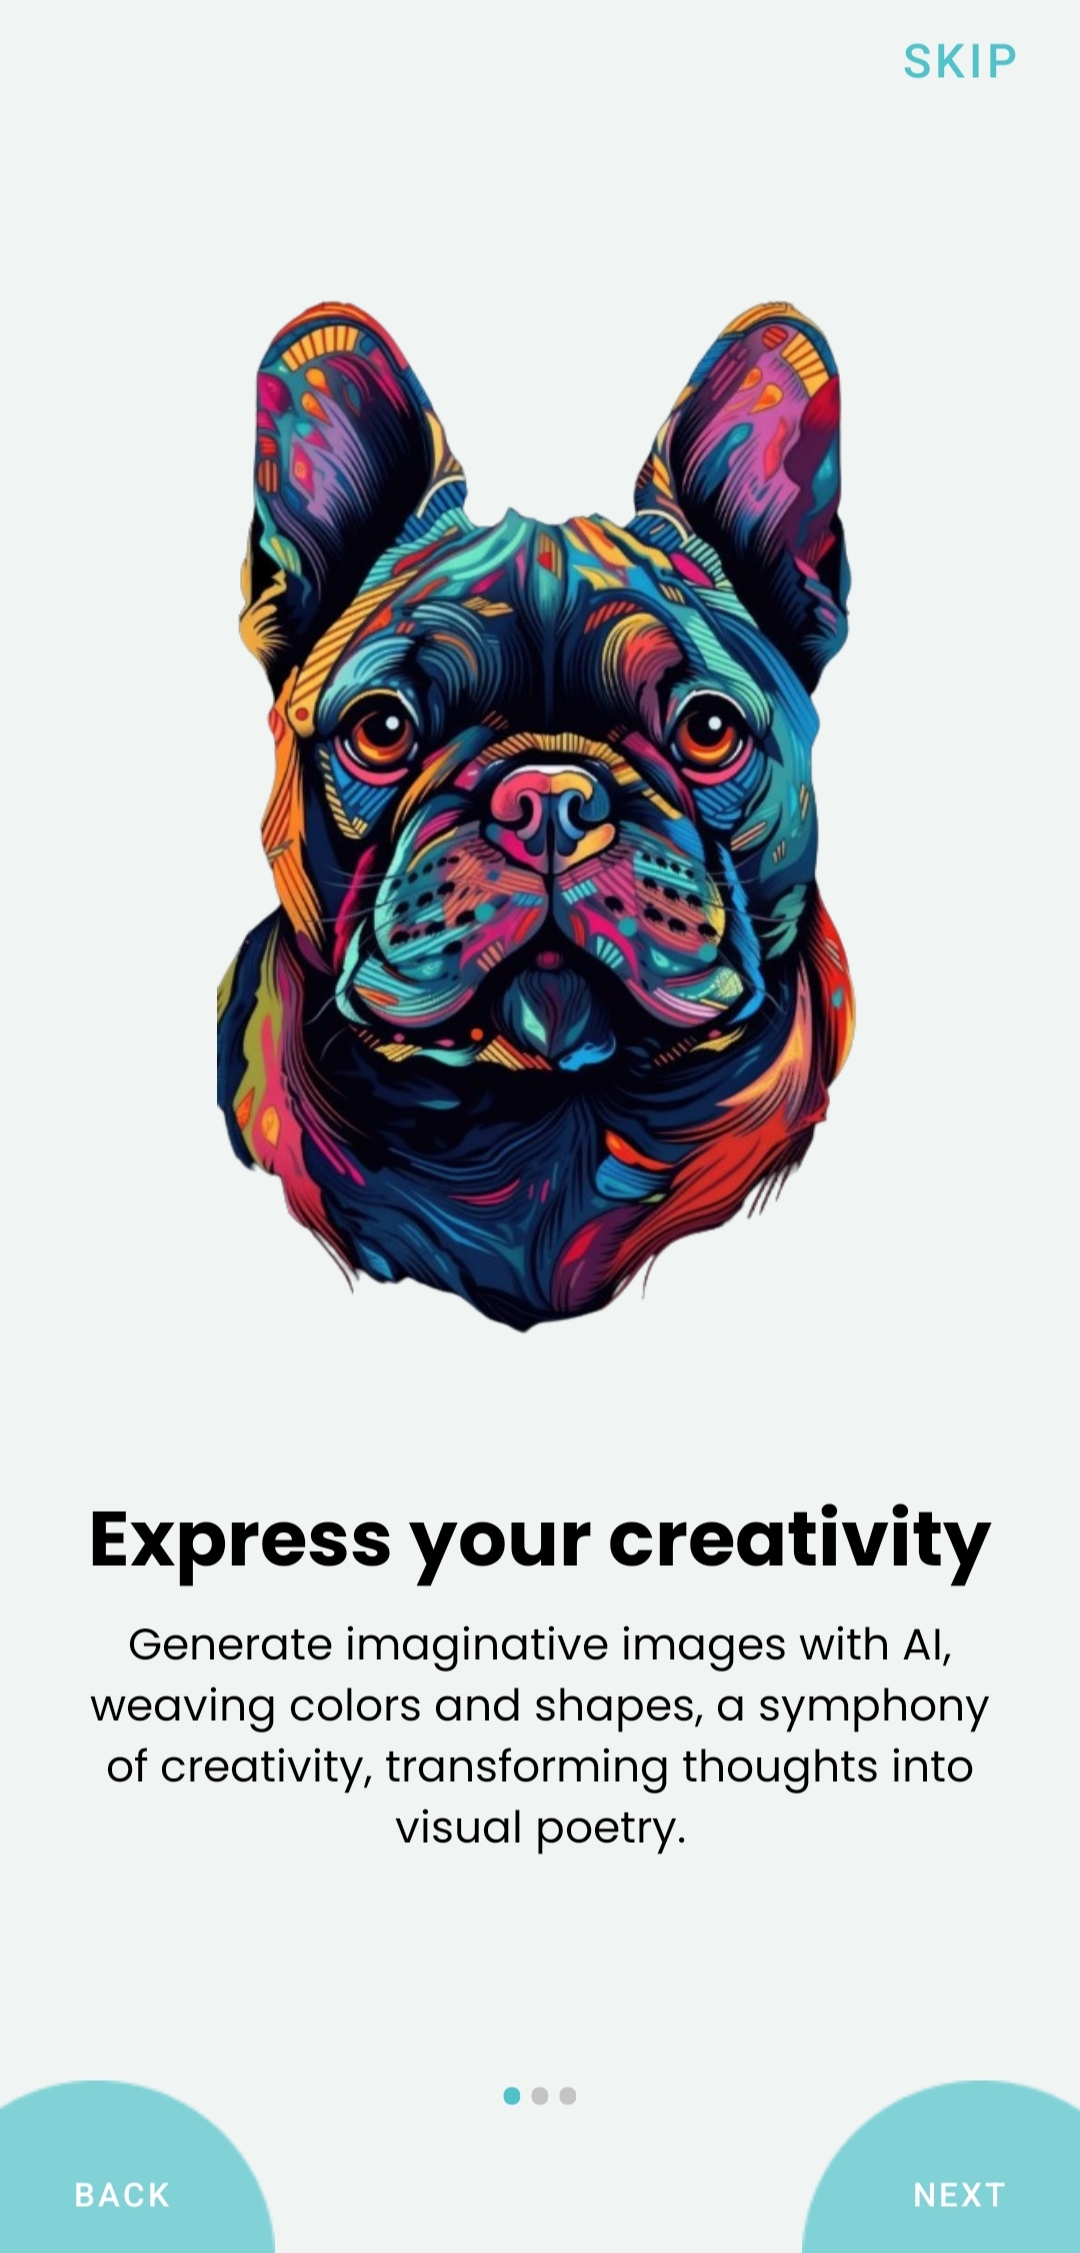 SKIP
Express your creativity
Generate imaginative images with AI,
weaving colors and shapes, a symphony
of creativity, transforming thoughts into
visual poetry.
BACK
NEXT